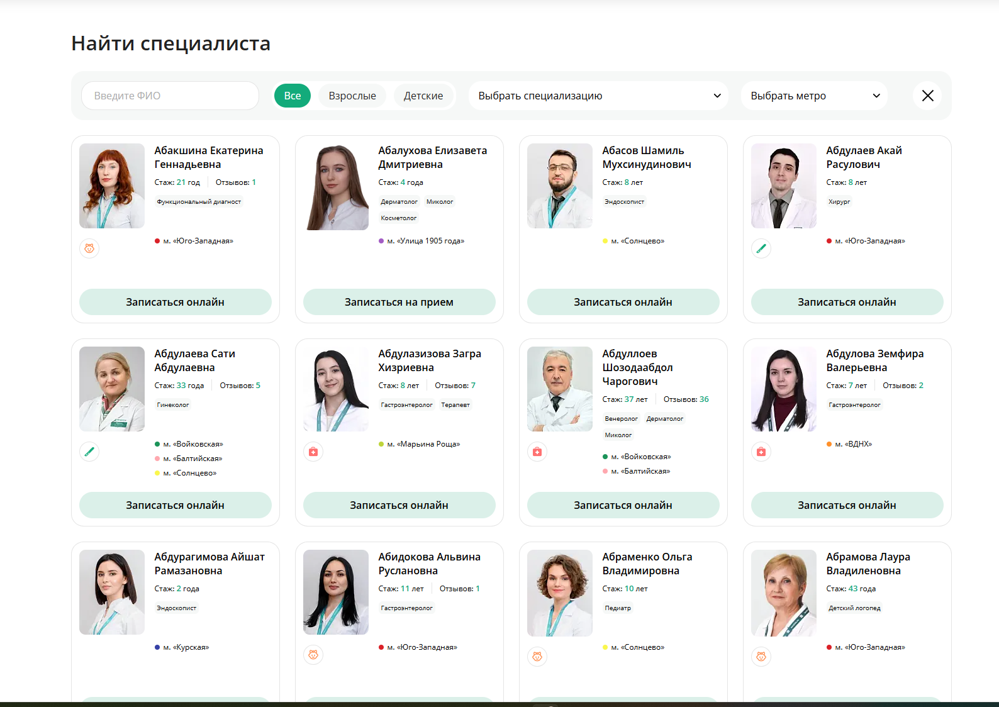 Найти специалиста
Введите ФИО
Все
Взрослые
Детские
Выбрать специализацию
Выбрать метро
Абакшина Екатерина
Геннадьевна
Стаж: 21 год
Отзывов: 1
Функциональный диагност
м. «Юго-Западная»
Записаться онлайн
Абалухова Елизавета
Дмитриевна
Стаж: 4 года
Дерматолог Миколог
Косметолог
м. «Улица 1905 года»
Записаться на прием
Абасов Шамиль
Мухсинудинович
Стаж: 8 лет
Эндоскопист
м. «Солнцево»
Записаться онлайн
Абдулаев Акай
Расулович
Стаж: 8 лет
Хирург
м. «Юго-Западная»
Записаться онлайн
Абдулаева Сати
Абдулаевна
Стаж: 33 года
Отзывов: 5
Гинеколог
м. «Войковская»
м. «Балтийская»
м. «Солнцево»
Записаться онлайн
Абдулазизова Загра
Хизриевна
Стаж: 8 лет
Отзывов: 7
Гастроэнтеролог Терапевт
м. «Марьина Роща»
Записаться онлайн
Абдуллоев
Шозодаабдол
Чарогович
Стаж: 37 лет
Отзывов: 36
Венеролог Дерматолог
Миколог
м. «Войковская»
м. «Балтийская»
Записаться онлайн
Абдулова Земфира
Валерьевна
Стаж: 7 лет
Отзывов: 2
Гастроэнтеролог
м. «ВДНХ»
Записаться онлайн
Абдурагимова Айшат
Рамазановна
Стаж: 2 года
Эндоскопист
м. «Курская»
Абидокова Альвина
Руслановна
Стаж: 11 лет
Отзывов: 1
Гастроэнтеролог
м. «Юго-Западная»
Абраменко Ольга
Владимировна
Стаж: 10 лет
Педиатр
м. «Солнцево»
Абрамова Лаура
Владиленовна
Стаж: 43 года
Детский логопед
м. «Юго-Западная»